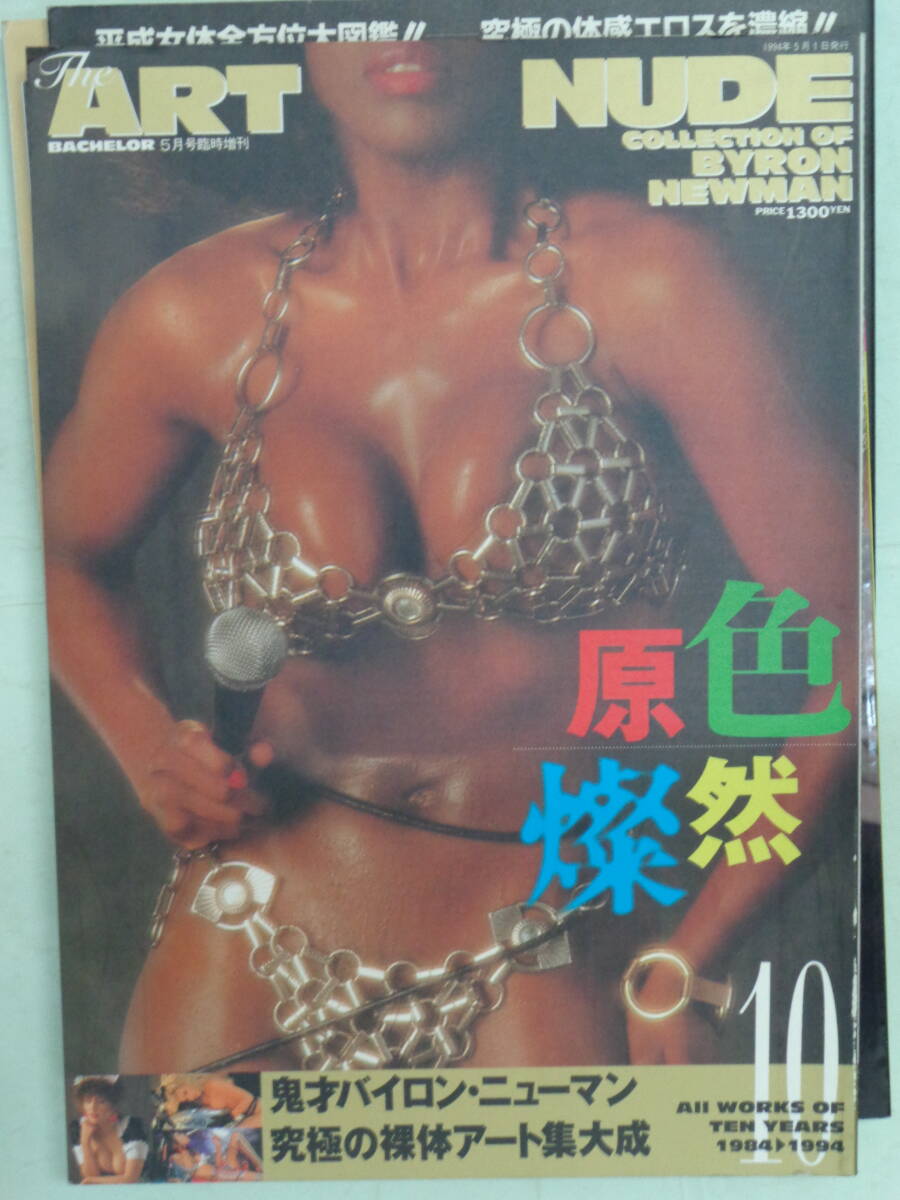 平成女体全方位大図鑑!! 究極の体感エロスを濃縮!!
1994年5月1日発行
The ART NUDE
BACHELOR 5月号臨時増刊
COLLECTION OF
BYRON
NEWMAN
PRICE 1300 YEN
原色
燦然
10
鬼才バイロン・ニューマン
究極の裸体アート集大成
All WORKS OF
TEN YEARS
1984▶1994